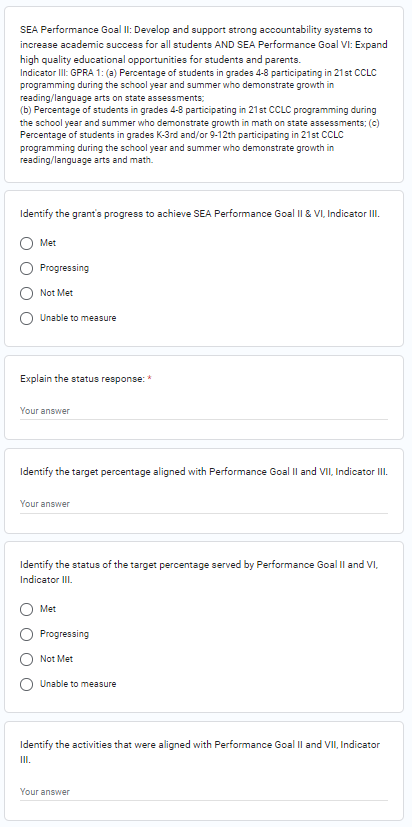 SEA Performance Goal II: Develop and support strong accountability systems to
increase academic success for all students AND SEA Performance Goal VI: Expand
high quality educational opportunities for students and parents.
Indicator III: GPRA 1: (a) Percentage of students in grades 4-8 participating in 21st CCLC
programming during the school year and summer who demonstrate growth in
reading/language arts on state assessments;
(b) Percentage of students in grades 4-8 participating in 21st CCLC programming during
the school year and summer who demonstrate growth in math on state assessments; (c)
Percentage of students in grades K-3rd and/or 9-12th participating in 21st CCLC
programming during the school year and summer who demonstrate growth in
reading/language arts and math.
Identify the grant's progress to achieve SEA Performance Goal II & VI, Indicator III.
Met
Progressing
Not Met
Unable to measure
Explain the status response: *
Your answer
Identify the target percentage aligned with Performance Goal II and VII, Indicator III.
Your answer
Identify the status of the target percentage served by Performance Goal II and VI,
Indicator III.
Met
Progressing
Not Met
Unable to measure
Identify the activities that were aligned with Performance Goal II and VII, Indicator
III.
Your answer